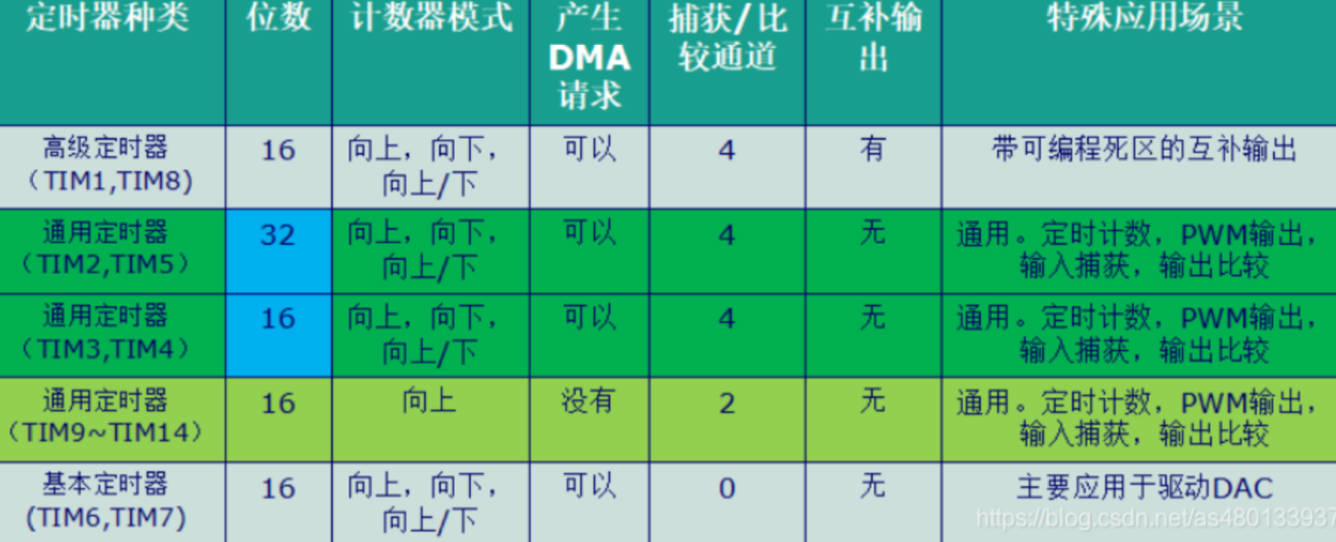 定时器种类 位数 计数器模式 产生DMA请求 捕获/比较通道 互补输出 特殊应用场景
高级定时器（TIM1,TIM8) 16 向上，向下，向上/下 可以 4 有 带可编程死区的互补输出
通用定时器（TIM2,TIM5） 32 向上，向下，向上/下 可以 4 无 通用。定时计数，PWM输出，输入捕获，输出比较
通用定时器（TIM3,TIM4） 16 向上，向下，向上/下 可以 4 无 通用。定时计数，PWM输出，输入捕获，输出比较
通用定时器（TIM9~TIM14） 16 向上 没有 2 无 通用。定时计数，PWM输出，输入捕获，输出比较
基本定时器(TIM6,TIM7) 16 向上，向下，向上/下 可以 0 无 主要应用于驱动DAC
https://blog.csdn.net/as480133937